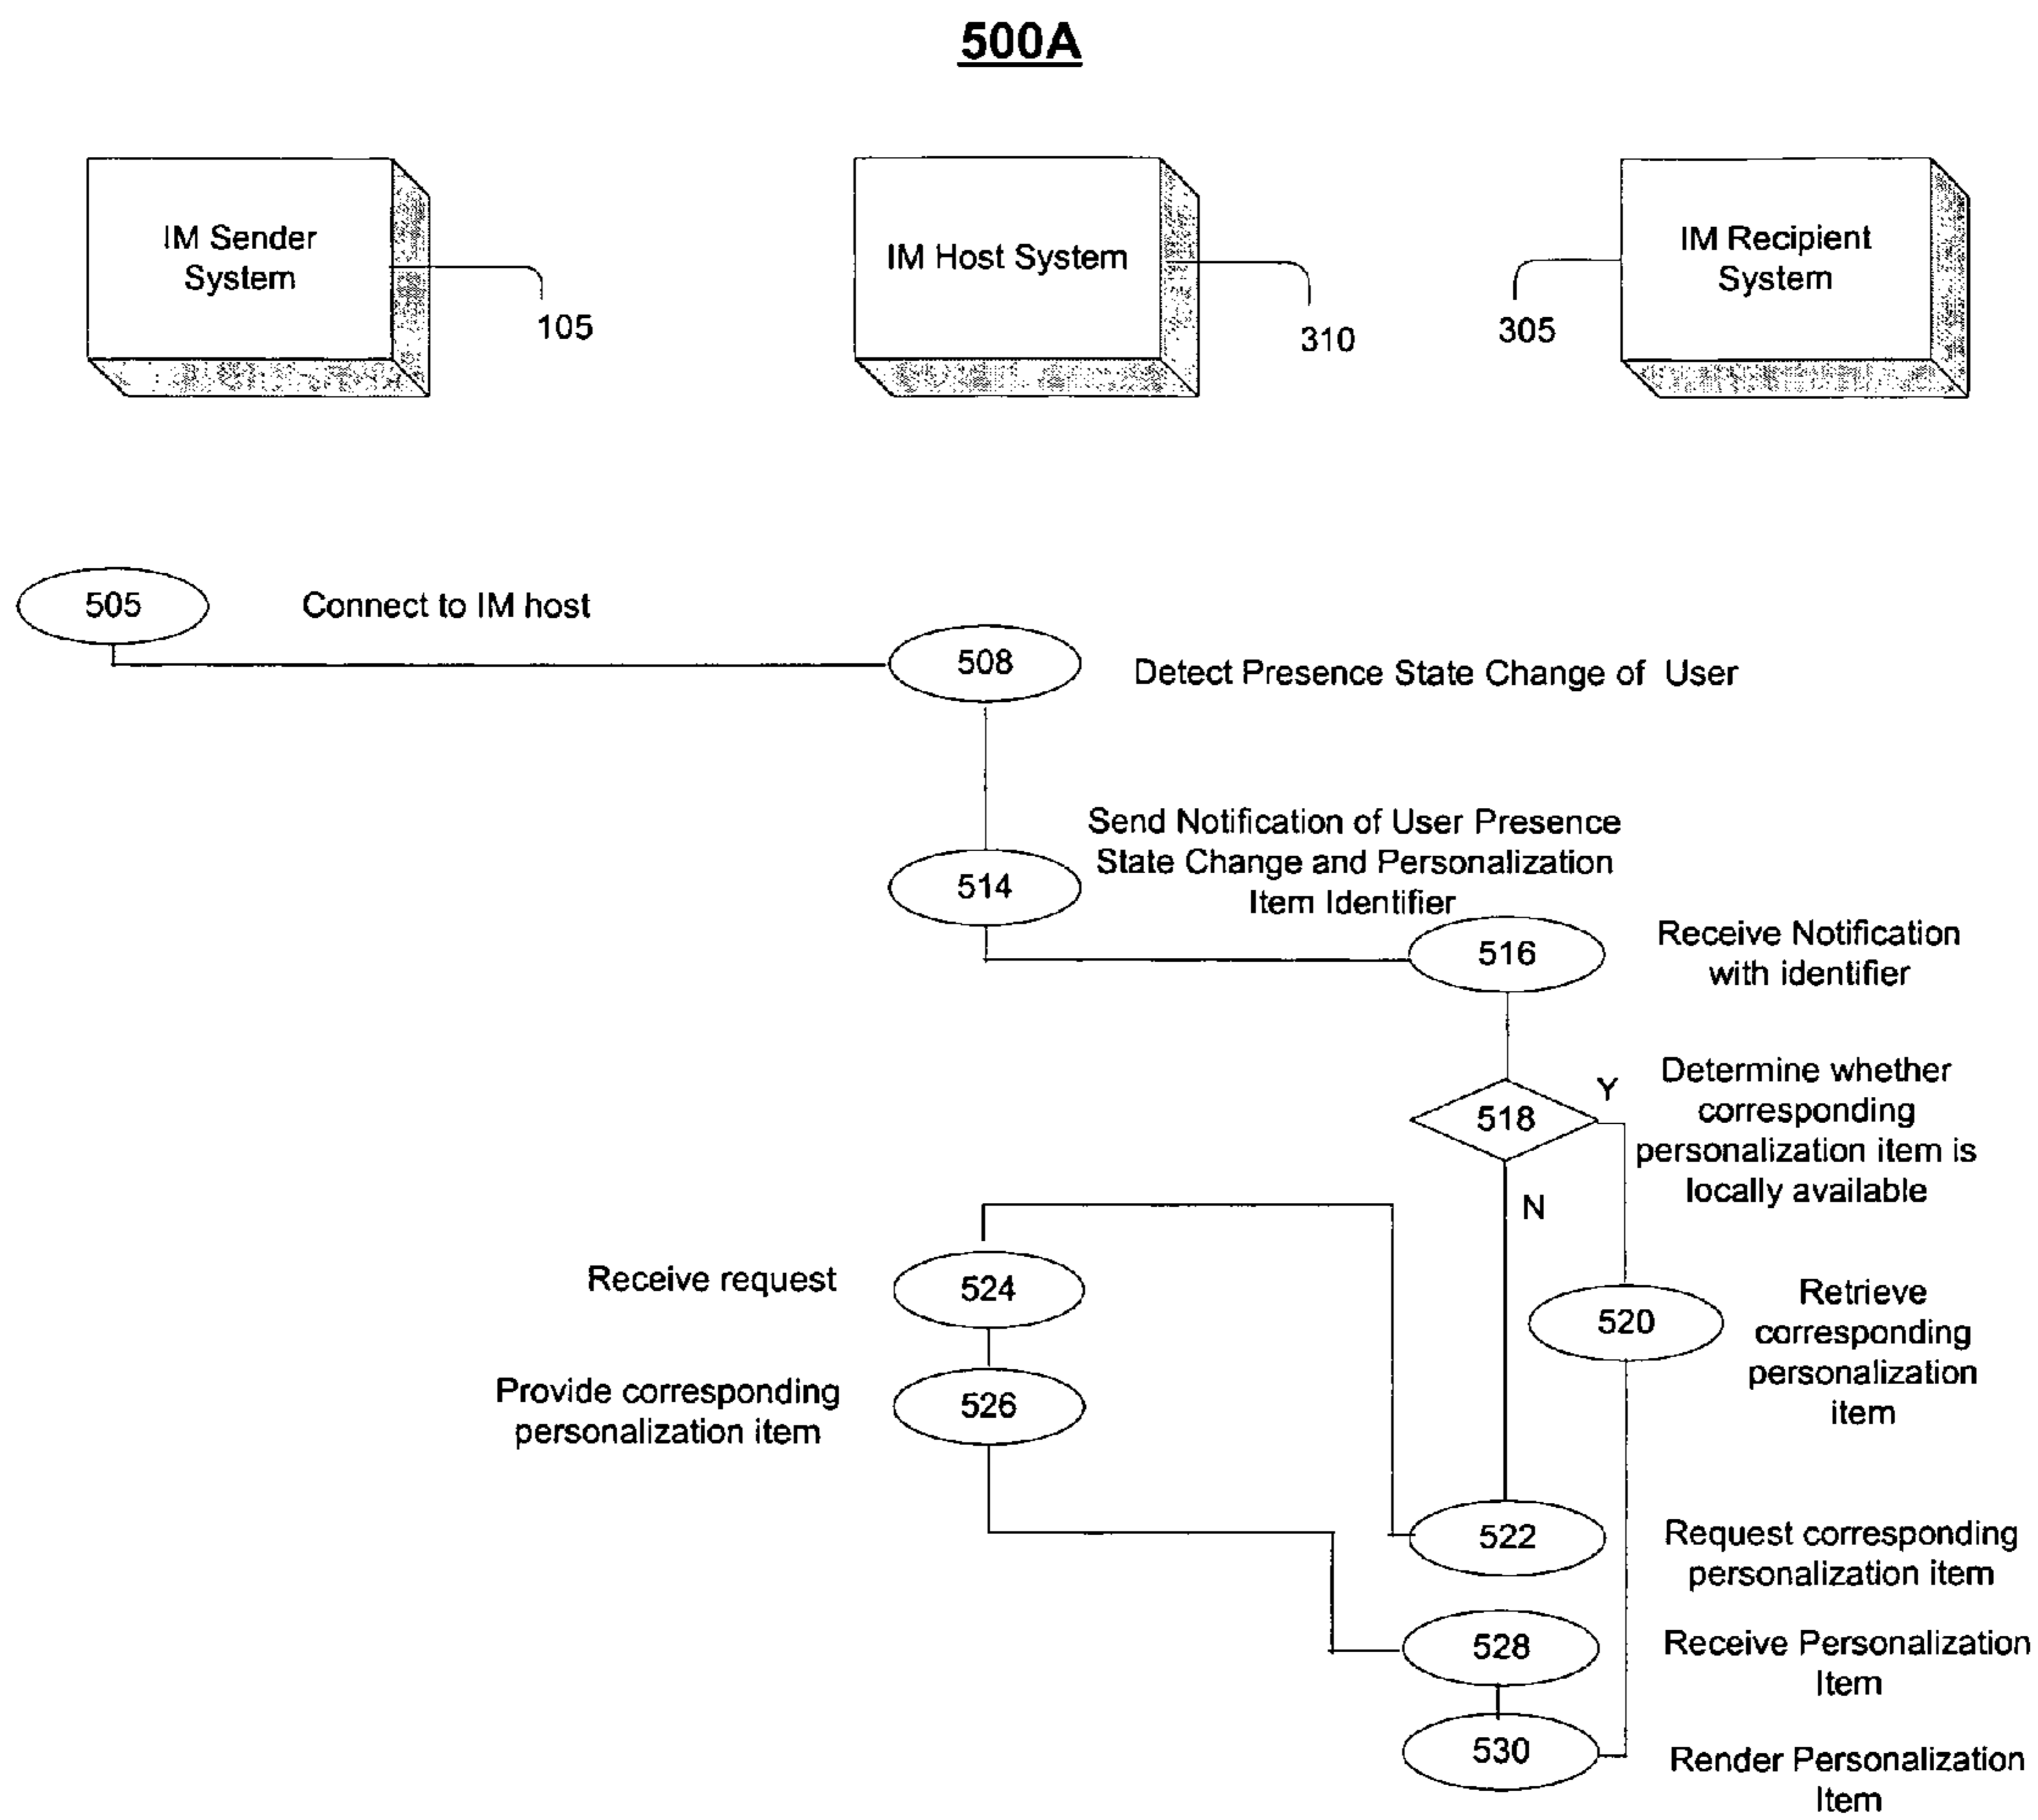 500A
IM Sender
System
105
IM Host System
310
305
IM Recipient
System
505
Connect to IM host
508
Detect Presence State Change of User
Send Notification of User Presence
State Change and Personalization
Item Identifier
514
516
Receive Notification
with identifier
518
Y
N
Determine whether
corresponding
personalization item is
locally available
Receive request
524
520
Retrieve
corresponding
personalization
item
Provide corresponding
personalization item
526
522
Request corresponding
personalization item
528
Receive Personalization
Item
530
Render Personalization
Item